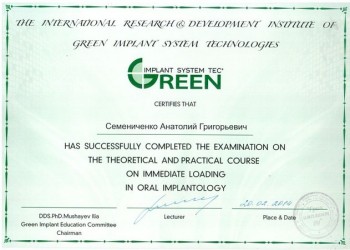 THE INTERNATIONAL RESEARCH & DEVELOPMENT INSTITUTE OF
GREEN IMPLANT SYSTEM TECHNOLOGIES
IMPLANT SYSTEM TEC'
GREEN
CERTIFIES THAT
Семениченко Анатолий Григорьевич
HAS SUCCESSFULLY COMPLETED THE EXAMINATION ON
THE THEORETICAL AND PRACTICAL COURSE
ON IMMEDIATE LOADING
IN ORAL IMPLANTOLOGY
DDS.PhD.Mushayev Ilia
Green Implant Education Committee
Chairman
Lecturer
Date